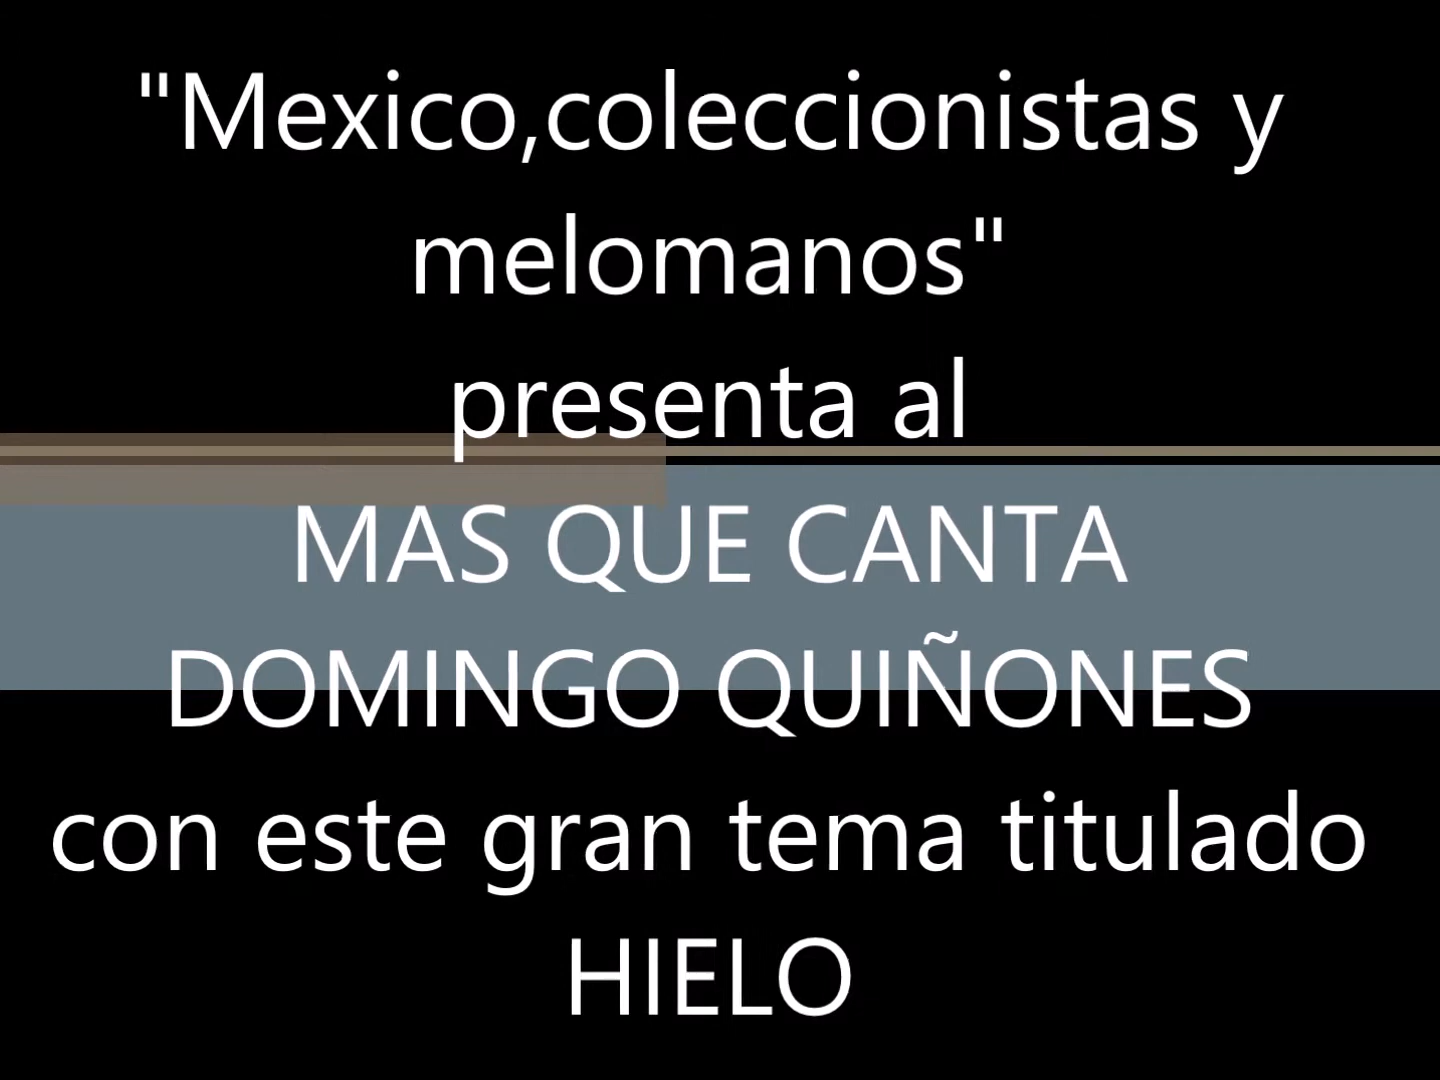 "Mexico,coleccionistas y
melomanos"
presenta al
MAS QUE CANTA
DOMINGO QUIÑONES
con este gran tema titulado
HIELO